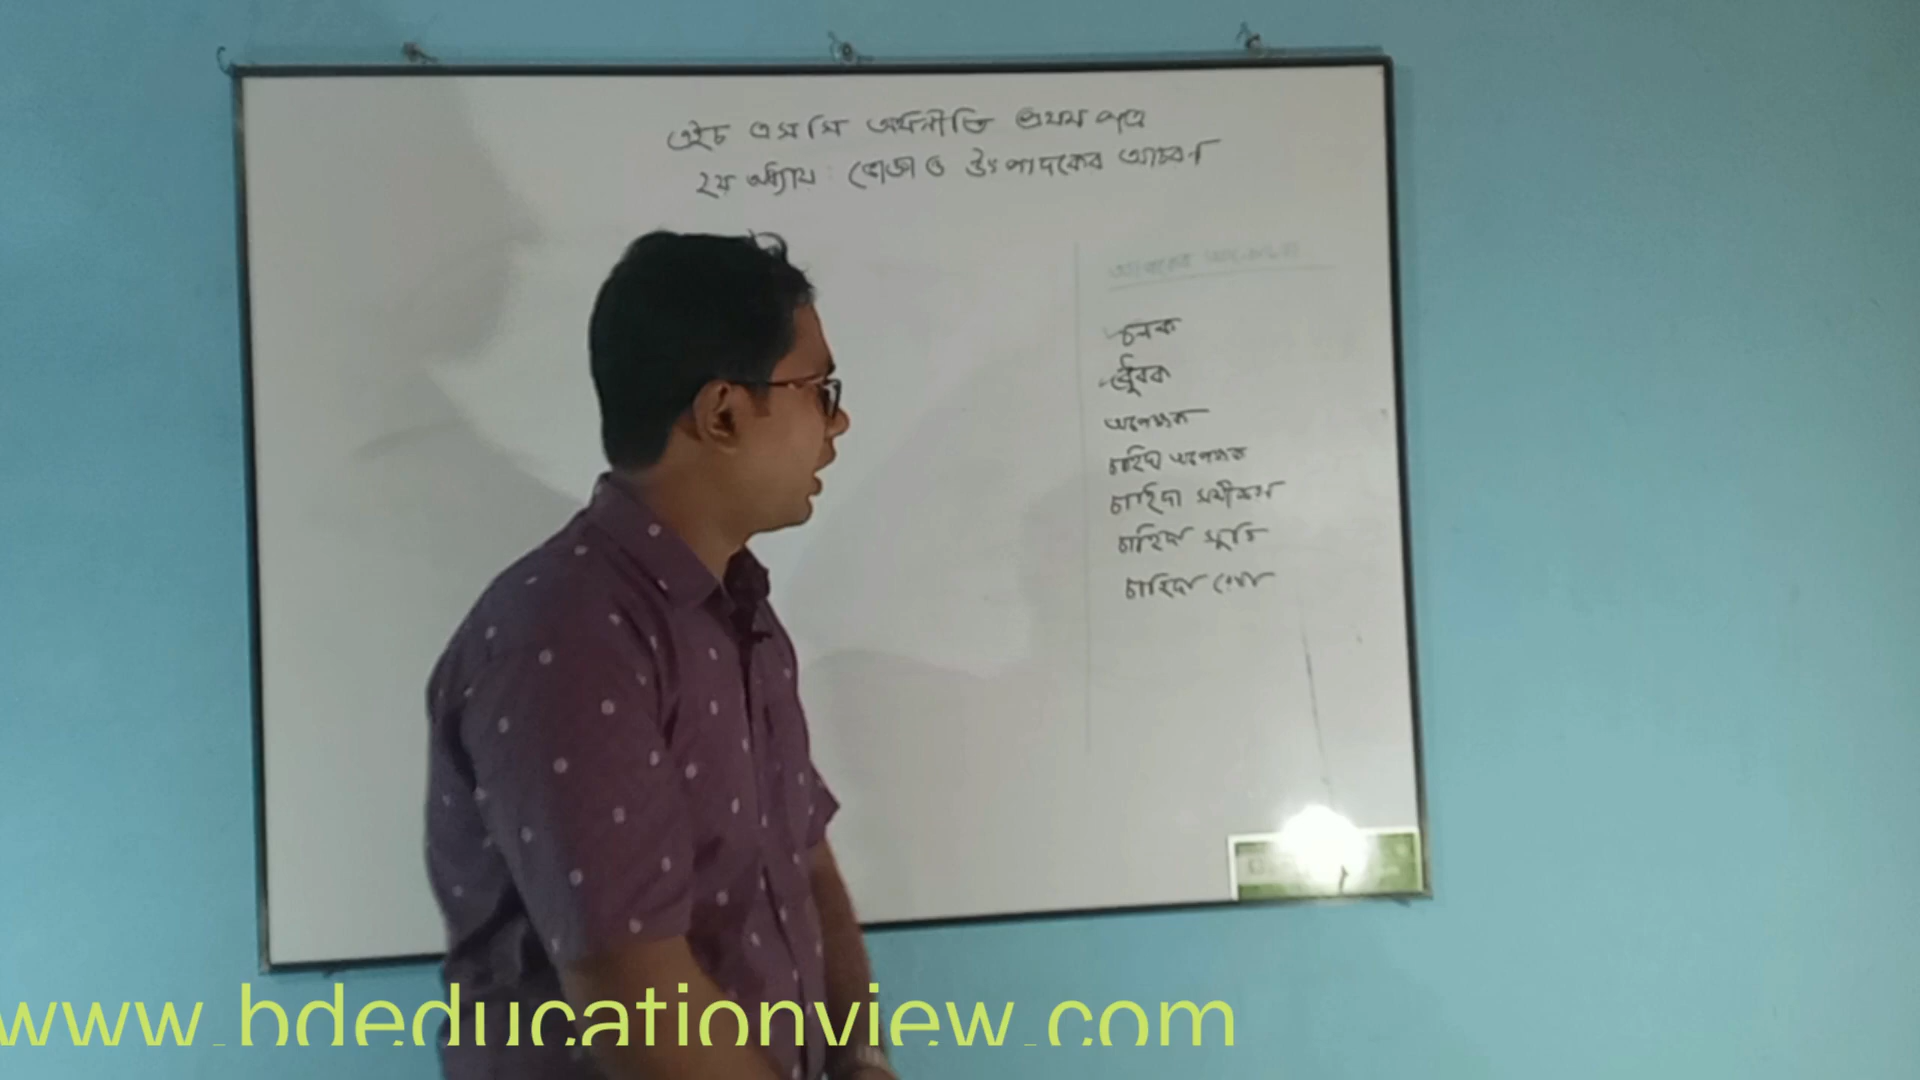 এইচ এস সি অর্থনীতি প্রথম পত্র
২য় অধ্যায় : ভোক্তা ও উৎপাদকের আচরণ
চলক
ধ্রুবক
অপেক্ষক
চাহিদা অপেক্ষক
চাহিদা সমীকরণ
চাহিদা সূচি
চাহিদা রেখা
www.bdeducationview.com